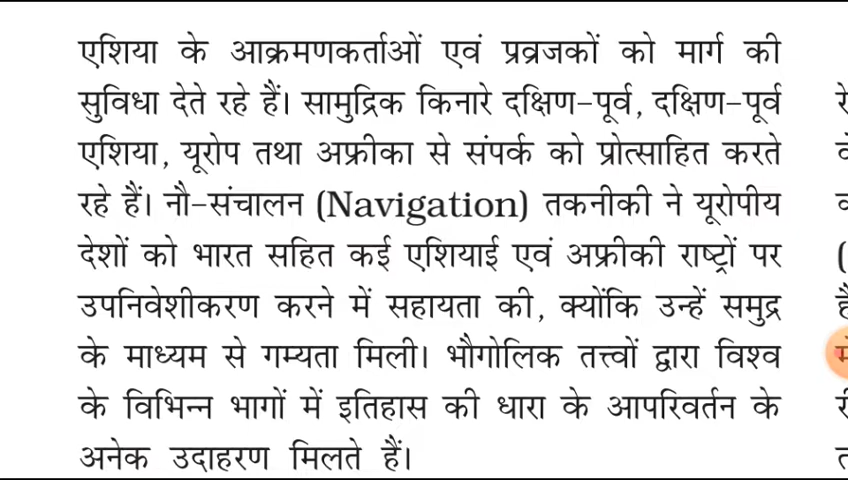 एशिया के आक्रमणकर्ताओं एवं प्रव्रजकों को मार्ग की
सुविधा देते रहे हैं। सामुद्रिक किनारे दक्षिण-पूर्व, दक्षिण-पूर्व
एशिया, यूरोप तथा अफ्रीका से संपर्क को प्रोत्साहित करते
रहे हैं। नौ-संचालन (Navigation) तकनीकी ने यूरोपीय
देशों को भारत सहित कई एशियाई एवं अफ्रीकी राष्ट्रों पर
उपनिवेशीकरण करने में सहायता की, क्योंकि उन्हें समुद्र
के माध्यम से गम्यता मिली। भौगोलिक तत्त्वों द्वारा विश्व
के विभिन्न भागों में इतिहास की धारा के आपरिवर्तन के
अनेक उदाहरण मिलते हैं।